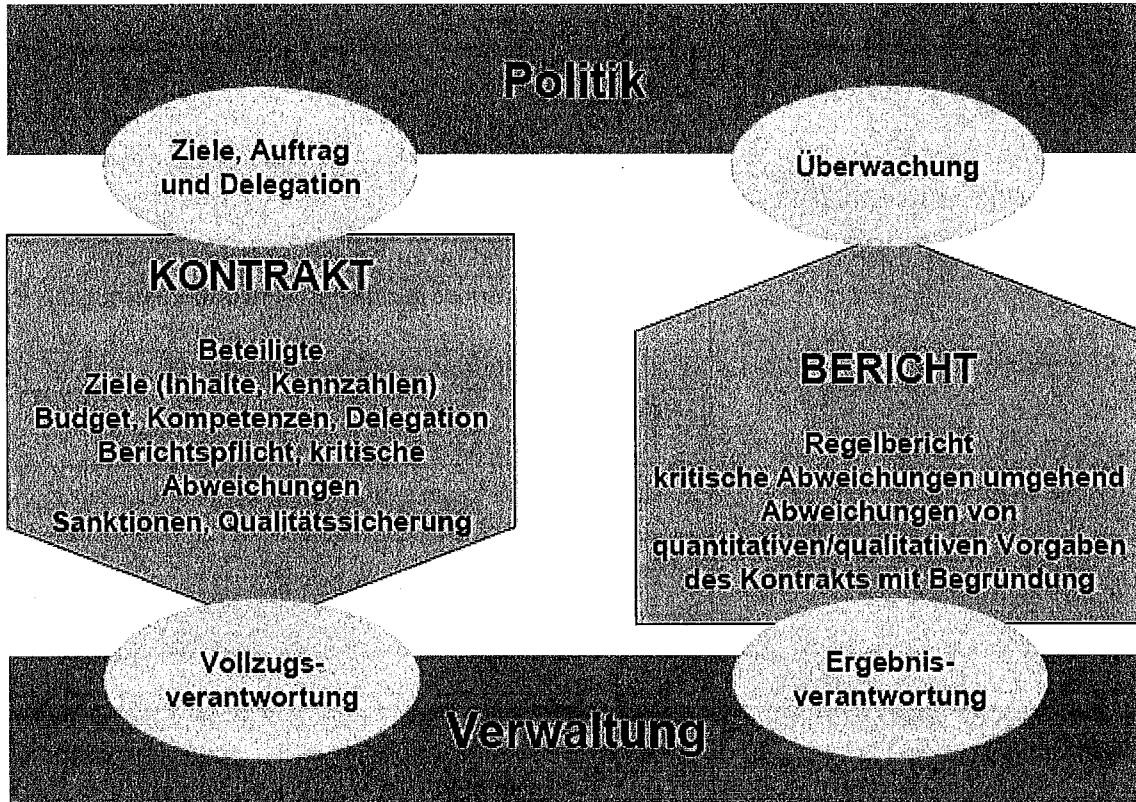 Politik
Ziele, Auftrag
und Delegation
KONTRAKT
Beteiligte
Ziele (Inhalte, Kennzahlen)
Budget, Kompetenzen, Delegation
Berichtspflicht, kritische
Abweichungen
Sanktionen, Qualitätssicherung
Vollzugs-
verantwortung
Überwachung
BERICHT
Regelbericht
kritische Abweichungen umgehend
Abweichungen von
quantitativen/qualitativen Vorgaben
des Kontrakts mit Begründung
Ergebnis-
verantwortung
Verwaltung